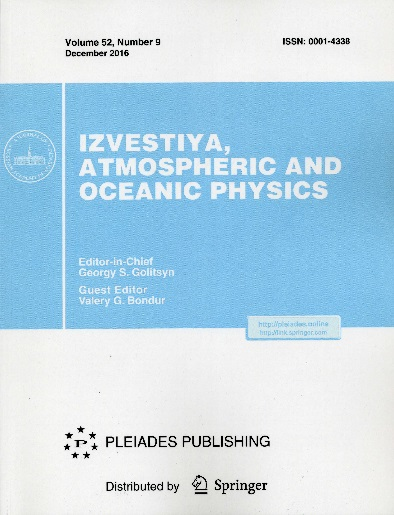 Volume 52, Number 9
ISSN: 0001-4338
December 2016
IZVESTIYA,
ATMOSPHERIC AND
OCEANIC PHYSICS
Editor-in-Chief
Georgy S. Golitsyn
Guest Editor
Valery G. Bondur
http://pleiades.online
http://link.springer.com
P
PLEIADES PUBLISHING
Distributed by
Springer